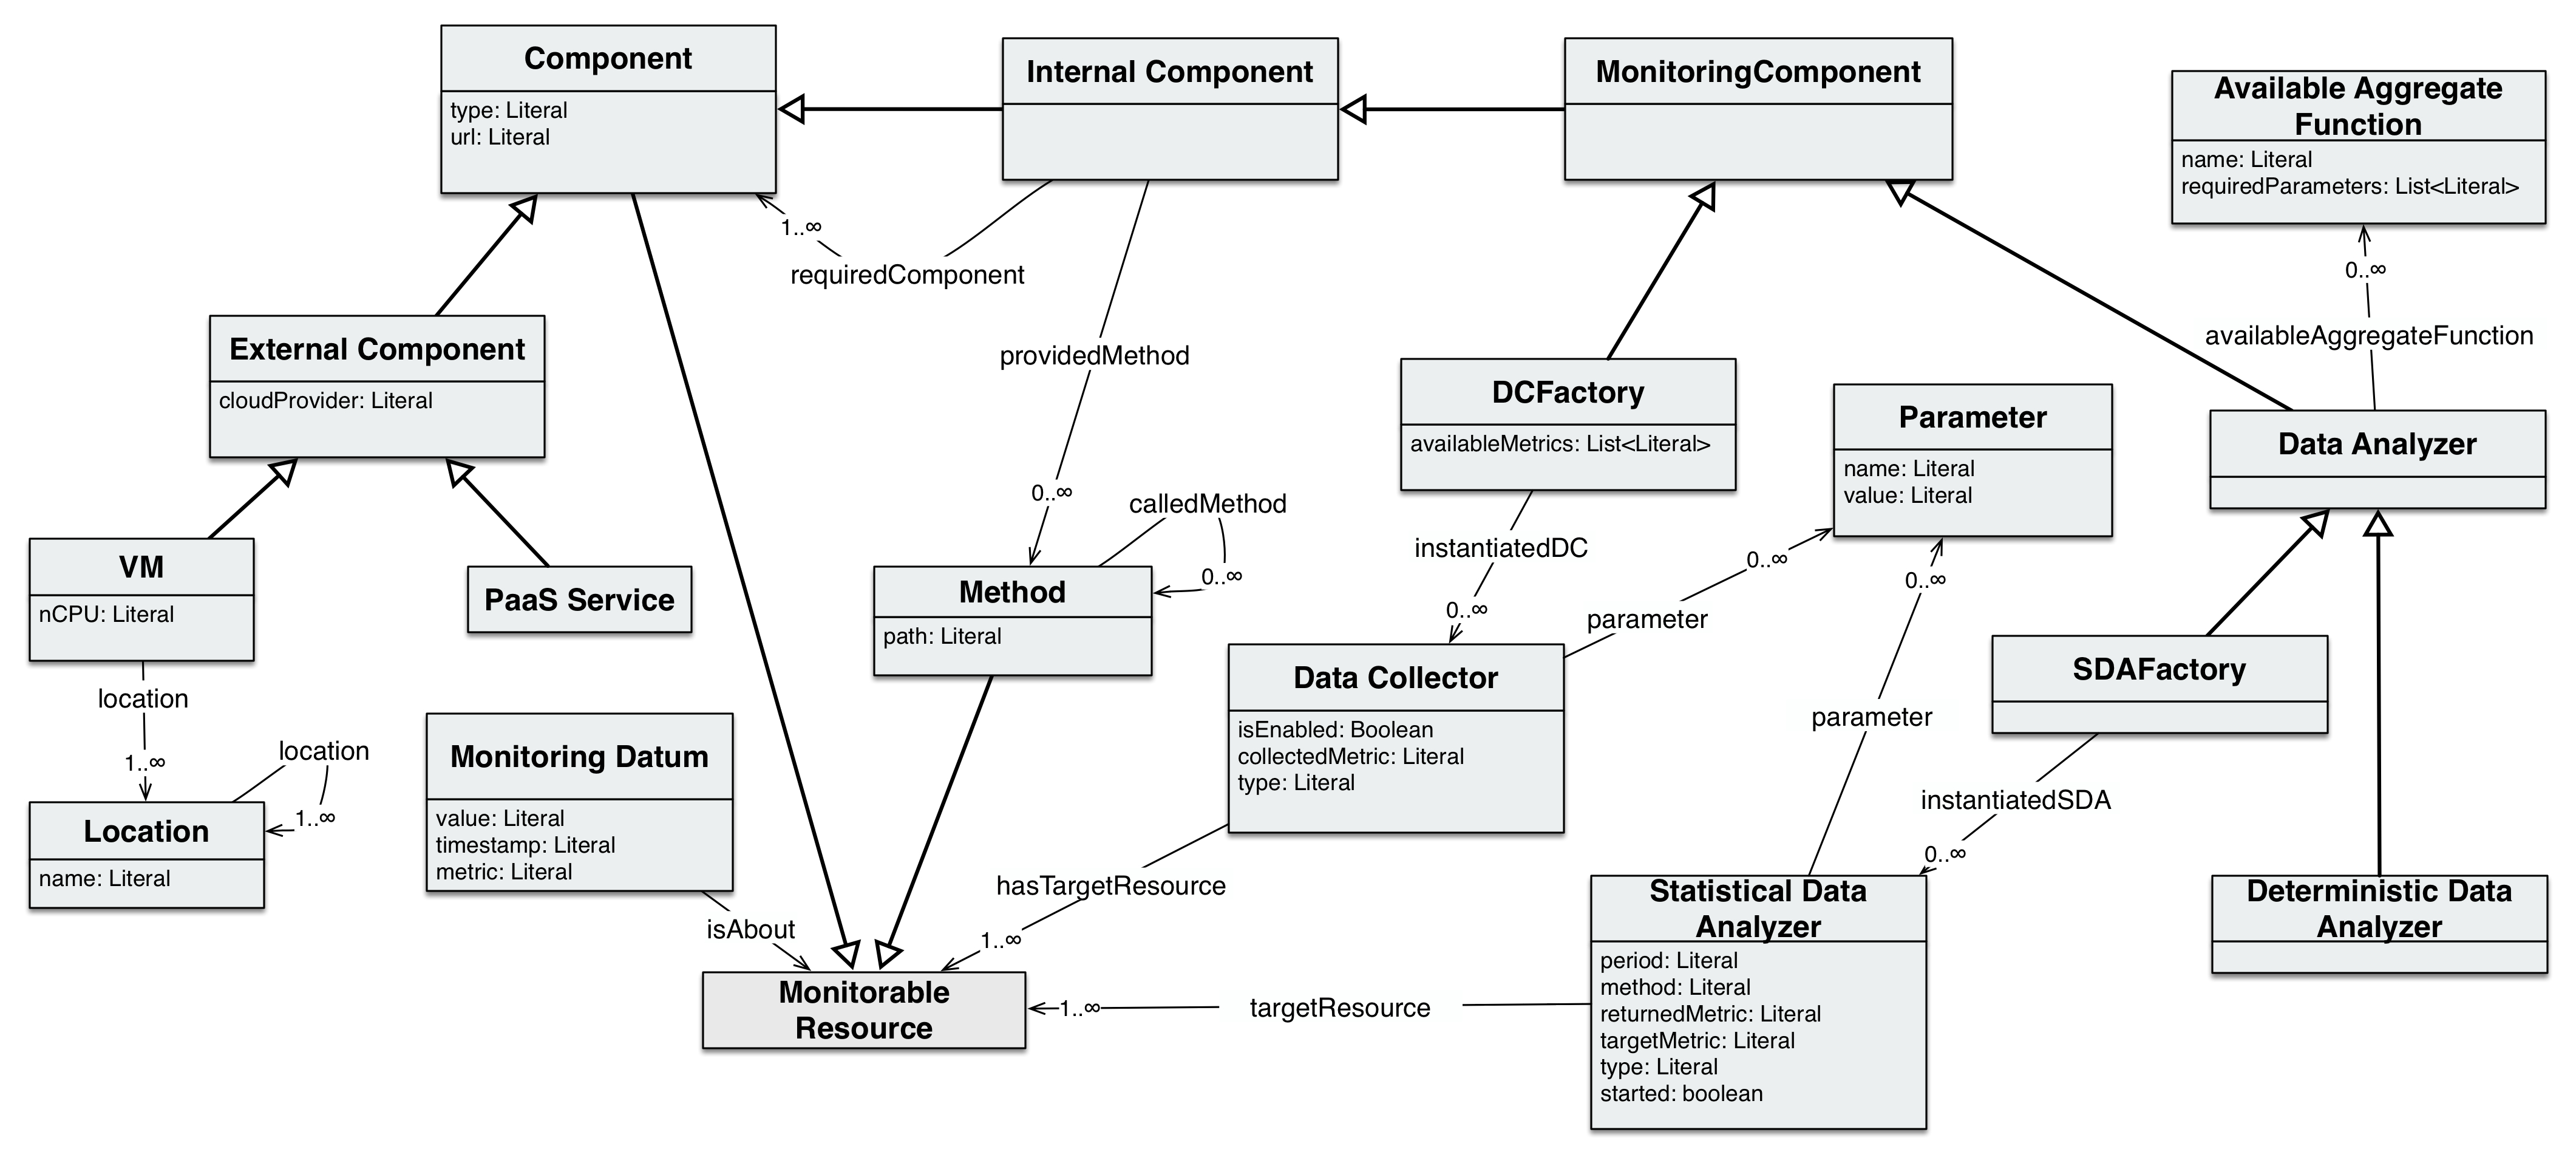 Component
type: Literal
url: Literal
Internal Component
MonitoringComponent
Available Aggregate
Function
name: Literal
requiredParameters: List<Literal>
1..∞
requiredComponent
0..∞
availableAggregateFunction
External Component
cloudProvider: Literal
providedMethod
0..∞
DCFactory
availableMetrics: List<Literal>
Parameter
name: Literal
value: Literal
Data Analyzer
calledMethod
0..∞
instantiatedDC
0..∞
parameter
0..∞
0..∞
parameter
VM
nCPU: Literal
PaaS Service
Method
path: Literal
location
1..∞
location
1..∞
Location
name: Literal
Monitoring Datum
value: Literal
timestamp: Literal
metric: Literal
isAbout
Data Collector
isEnabled: Boolean
collectedMetric: Literal
type: Literal
hasTargetResource
1..∞
SDAFactory
instantiatedSDA
0..∞
Monitorable
Resource
1..∞
targetResource
Statistical Data
Analyzer
period: Literal
method: Literal
returnedMetric: Literal
targetMetric: Literal
type: Literal
started: boolean
Deterministic Data
Analyzer